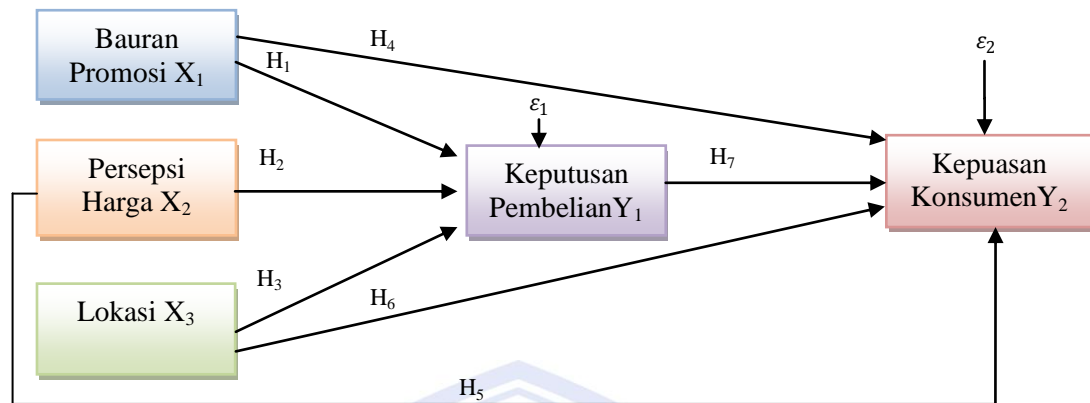 Bauran
Promosi X₁
H₄
H₁
ε₂
ε₁
Persepsi
Harga X₂
H₂
Keputusan
PembelianY₁
H₇
Kepuasan
KonsumenY₂
H₃
Lokasi X₃
H₆
H₅